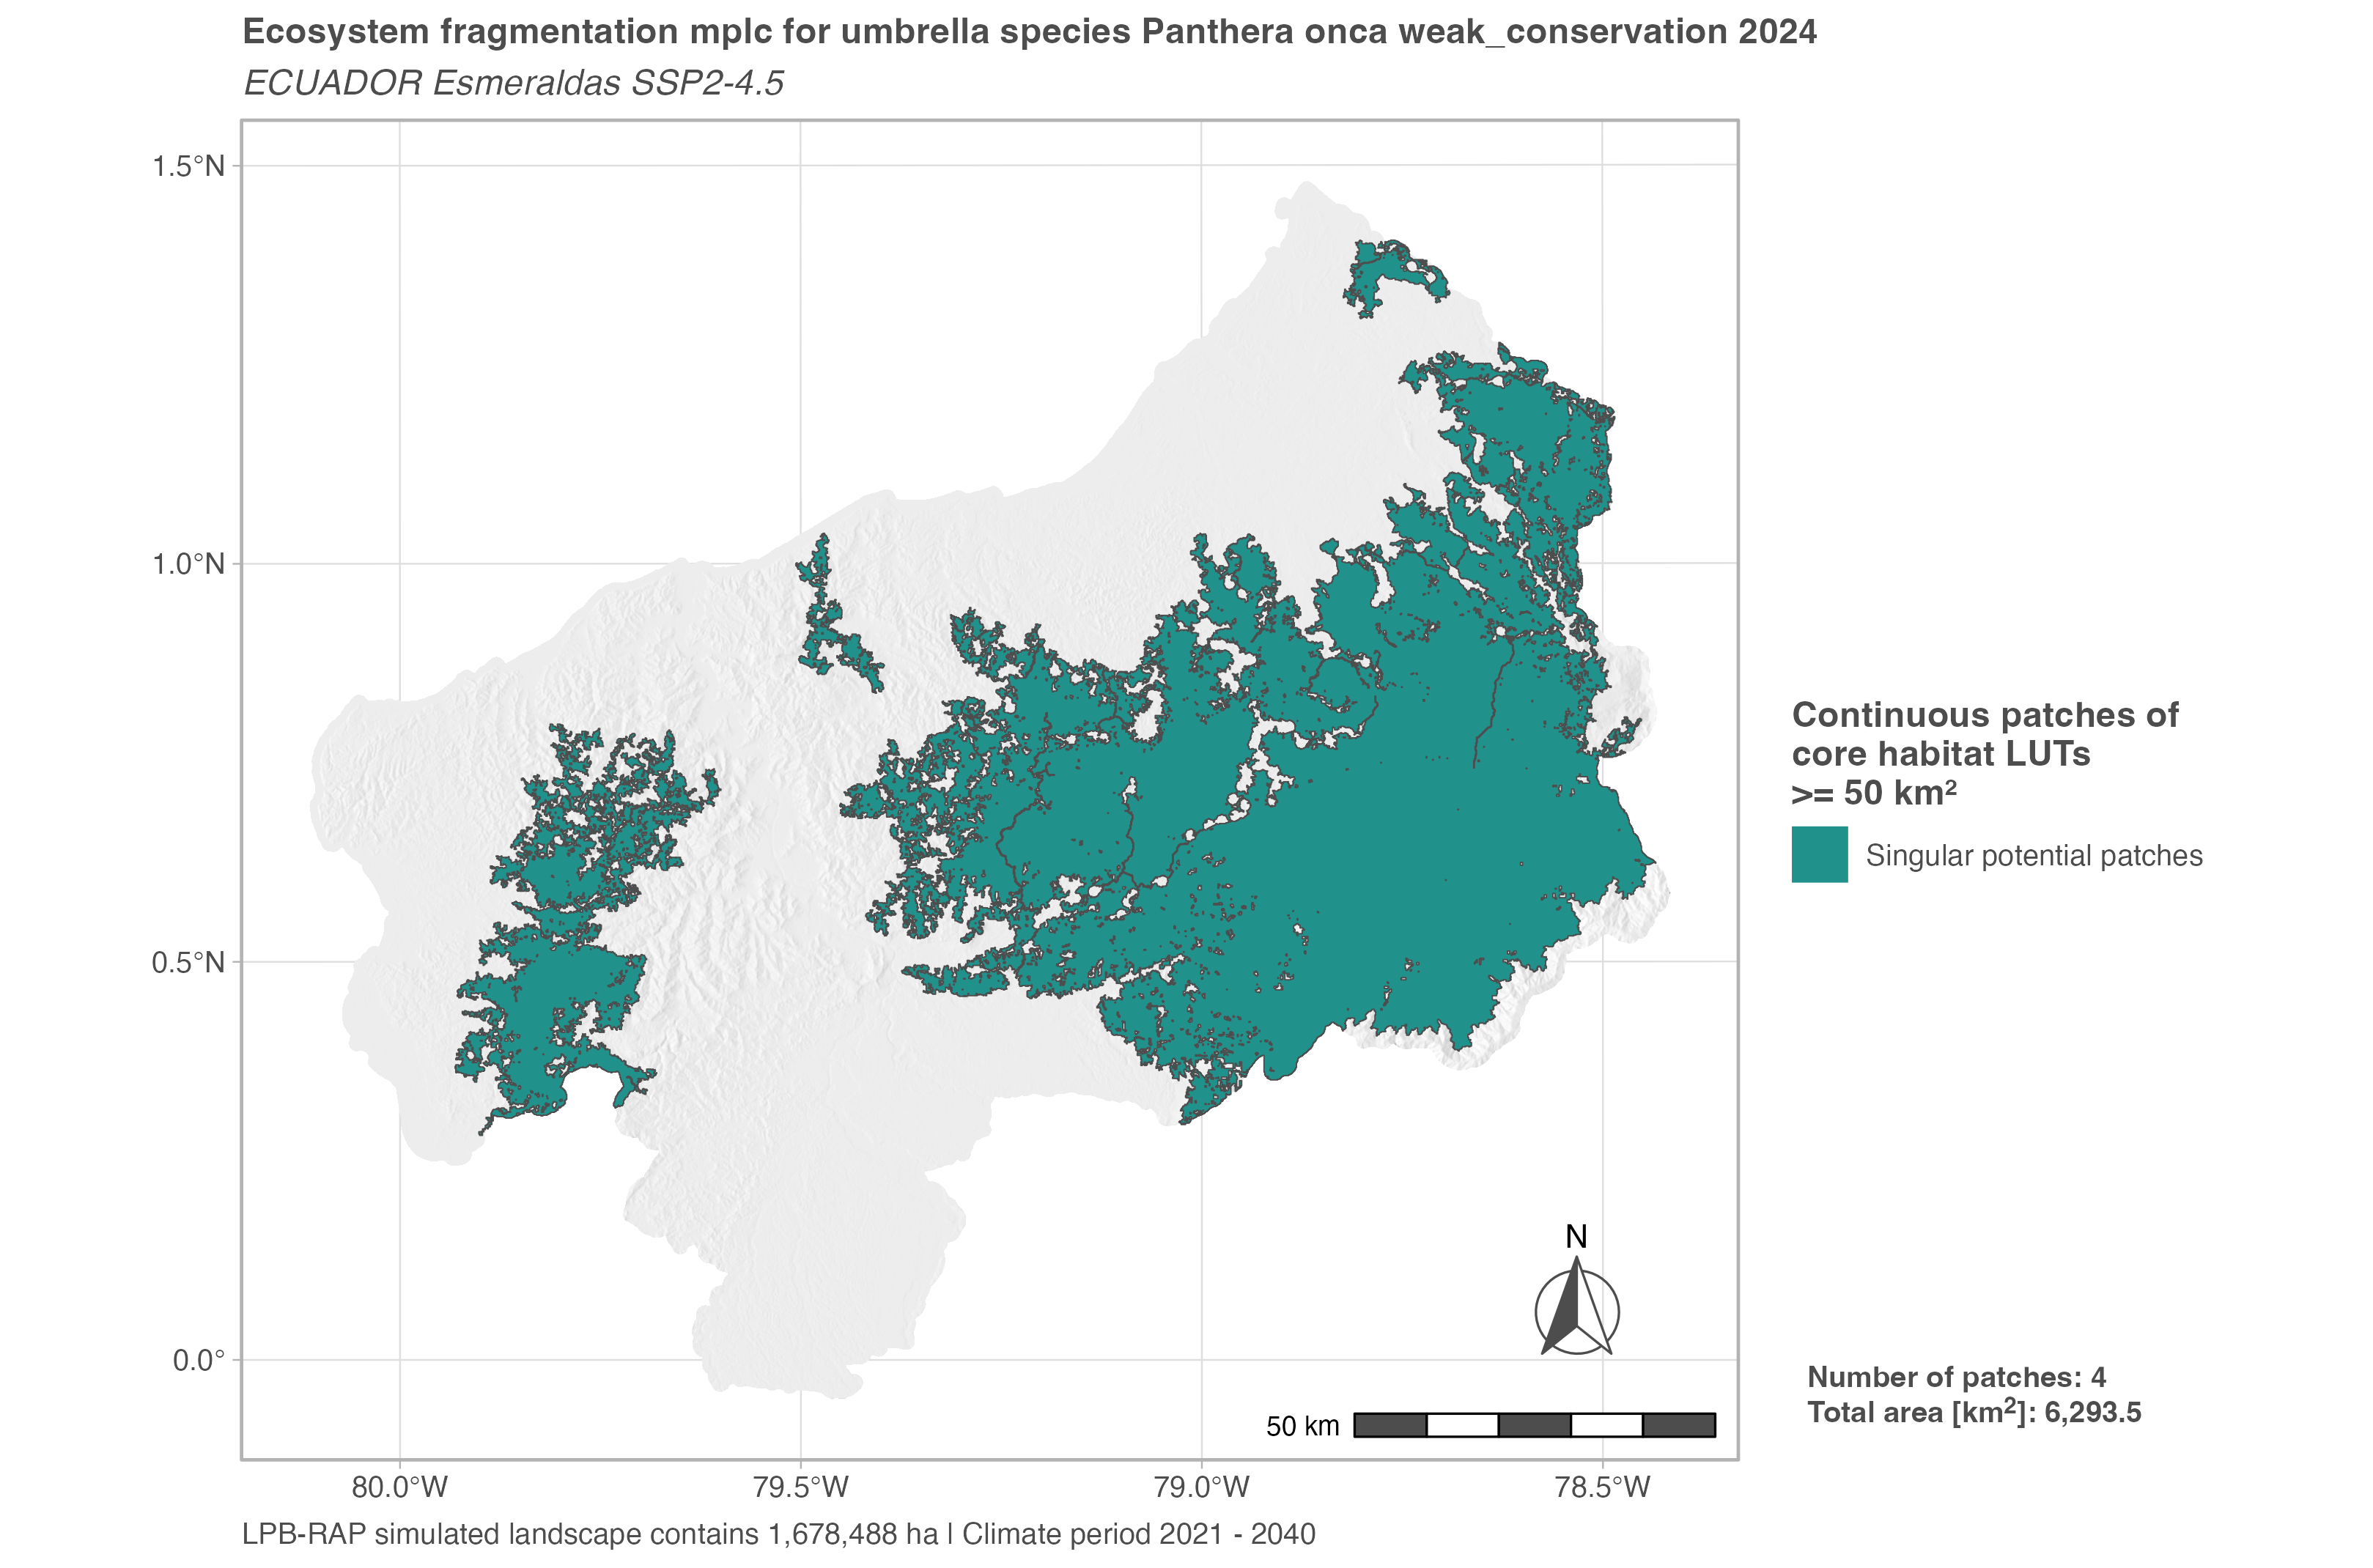 Ecosystem fragmentation mplc for umbrella species Panthera onca weak_conservation 2024
ECUADOR Esmeraldas SSP2-4.5
1.5°N
1.0°N
0.5°N
0.0°
80.0°W
79.5°W
79.0°W
78.5°W
N
50 km
Continuous patches of
core habitat LUTs
>= 50 km²
Singular potential patches
Number of patches: 4
Total area [km²]: 6,293.5
LPB-RAP simulated landscape contains 1,678,488 ha | Climate period 2021 - 2040